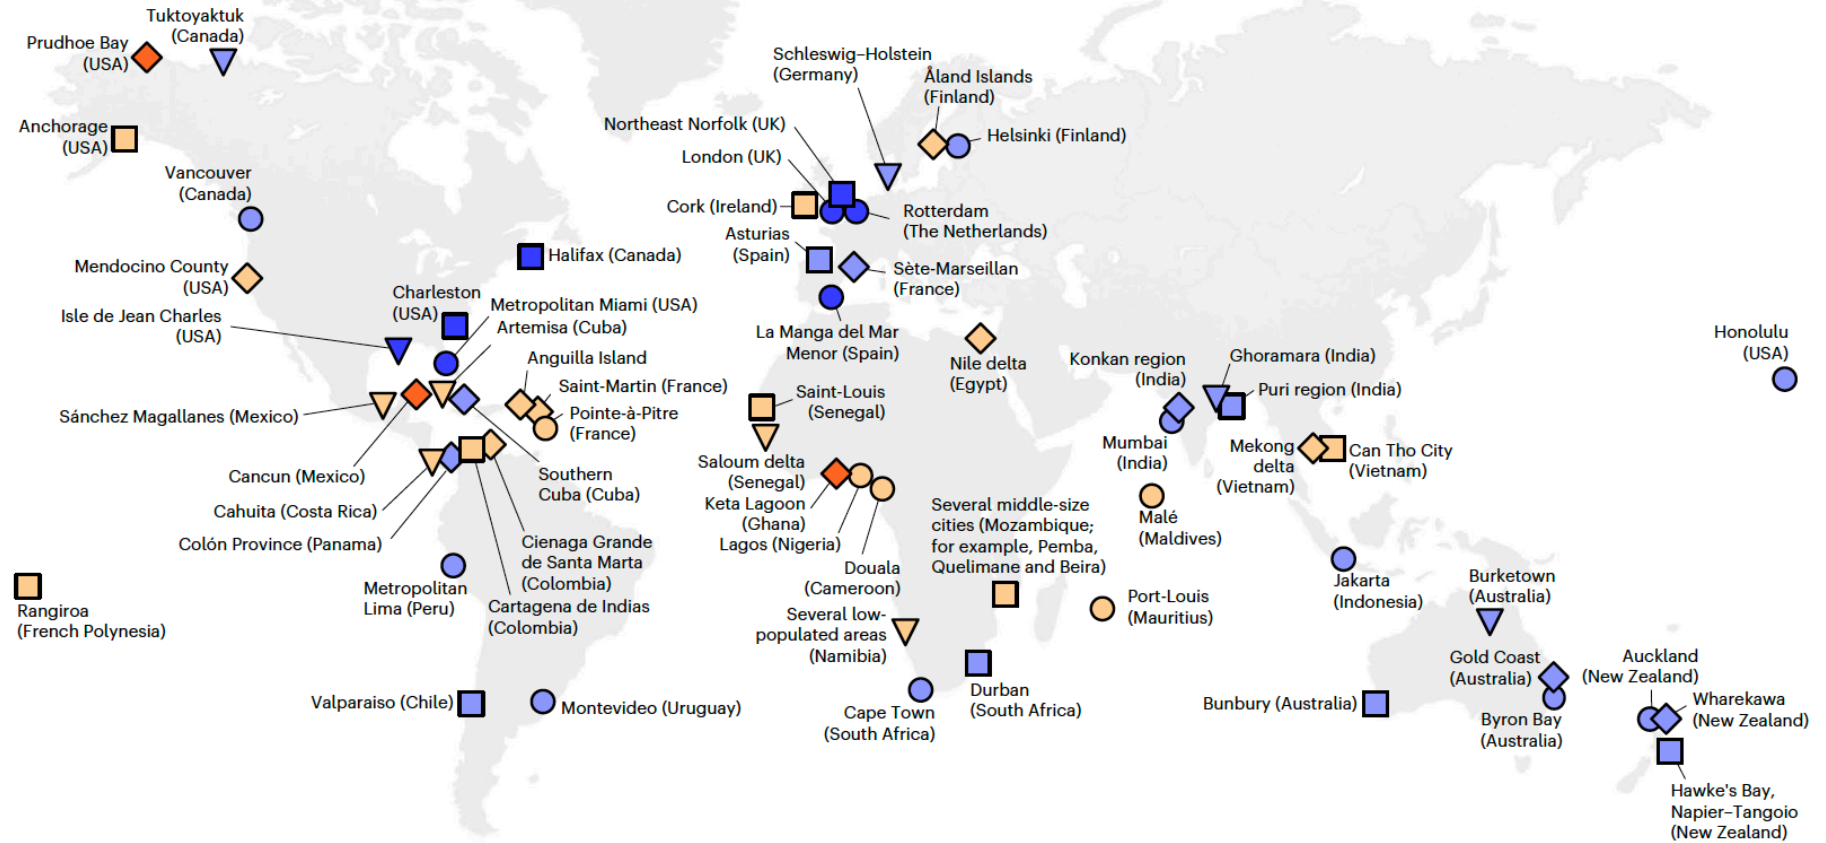 Tuktoyaktuk
(Canada)
Prudhoe Bay
(USA)
Anchorage
(USA)
Vancouver
(Canada)
Mendocino County
(USA)
Isle de Jean Charles
(USA)
Halifax (Canada)
Charleston
(USA)
Metropolitan Miami (USA)
Artemisa (Cuba)
Anguilla Island
Saint-Martin (France)
Pointe-à-Pitre
(France)
Sánchez Magallanes (Mexico)
Cancun (Mexico)
Southern
Cuba (Cuba)
Cahuita (Costa Rica)
Colón Province (Panama)
Cienaga Grande
de Santa Marta
(Colombia)
Metropolitan
Lima (Peru)
Cartagena de Indias
(Colombia)
Rangiroa
(French Polynesia)
Valparaiso (Chile)
Montevideo (Uruguay)
Schleswig–Holstein
(Germany)
Åland Islands
(Finland)
Northeast Norfolk (UK)
Helsinki (Finland)
London (UK)
Cork (Ireland)
Rotterdam
(The Netherlands)
Asturias
(Spain)
Sète-Marseillan
(France)
La Manga del Mar
Menor (Spain)
Nile delta
(Egypt)
Saint-Louis
(Senegal)
Saloum delta
(Senegal)
Keta Lagoon
(Ghana)
Lagos (Nigeria)
Douala
(Cameroon)
Several middle-size
cities (Mozambique;
for example, Pemba,
Quelimane and Beira)
Several low-
populated areas
(Namibia)
Port-Louis
(Mauritius)
Durban
(South Africa)
Cape Town
(South Africa)
Konkan region
(India)
Ghoramara (India)
Puri region (India)
Mumbai
(India)
Mekong
delta
(Vietnam)
Can Tho City
(Vietnam)
Malé
(Maldives)
Honolulu
(USA)
Jakarta
(Indonesia)
Burketown
(Australia)
Gold Coast
(Australia)
Auckland
(New Zealand)
Bunbury (Australia)
Byron Bay
(Australia)
Wharekawa
(New Zealand)
Hawke's Bay,
Napier–Tangoio
(New Zealand)